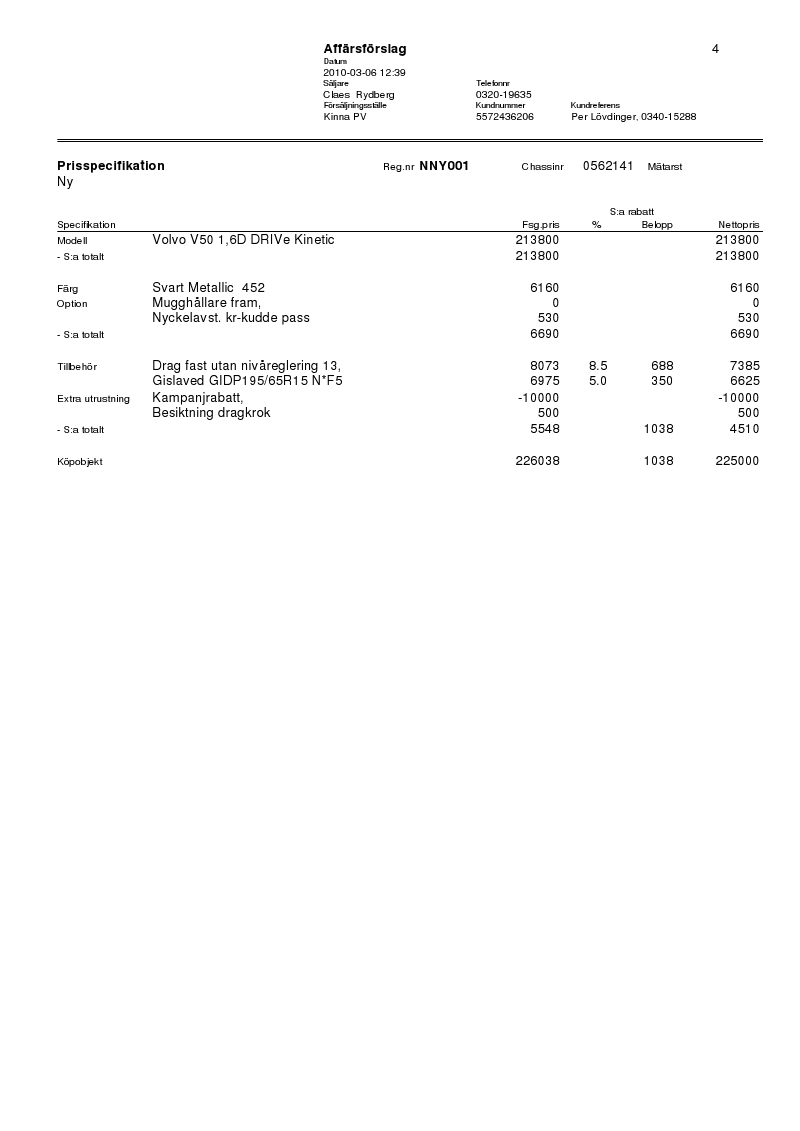 Affärsförslag 4
Datum
2010-03-06 12:39
Säljare Telefonnr
Claes Rydberg 0320-19635
Försäljningsställe Kundnummer Kundreferens
Kinna PV 5572436206 Per Lövdinger, 0340-15288
Prisspecifikation Reg.nr NNY001 Chassinr 0562141 Mätarst
Ny
S:a rabatt
Specifikation Fsg.pris % Belopp Nettopris
Modell Volvo V50 1,6D DRIVe Kinetic 213800 213800
- S:a totalt 213800 213800
Färg Svart Metallic 452 6160 6160
Option Mugghållare fram, 0 0
Nyckelavst. kr-kudde pass 530 530
- S:a totalt 6690 6690
Tillbehör Drag fast utan nivåreglering 13, 8073 8.5 688 7385
Gislaved GIDP195/65R15 N*F5 6975 5.0 350 6625
Extra utrustning Kampanjrabatt, -10000 -10000
Besiktning dragkrok 500 500
- S:a totalt 5548 1038 4510
Köpobjekt 226038 1038 225000